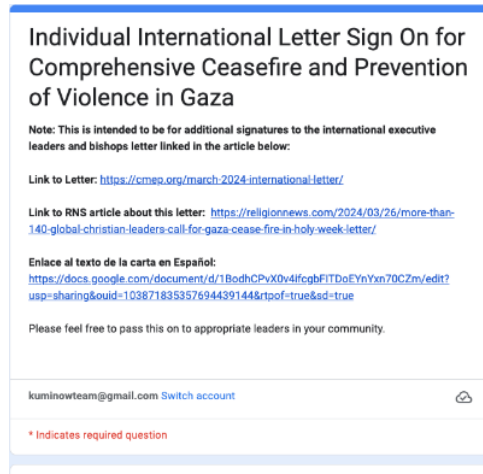 Individual International Letter Sign On for
Comprehensive Ceasefire and Prevention
of Violence in Gaza
Note: This is intended to be for additional signatures to the international executive
leaders and bishops letter linked in the article below:
Link to Letter: https://cmep.org/march-2024-international-letter/
Link to RNS article about this letter: https://religionnews.com/2024/03/26/more-than-
140-global-christian-leaders-call-for-gaza-cease-fire-in-holy-week-letter/
Enlace al texto de la carta en Español:
https://docs.google.com/document/d/1BodhCPvX0v4ifcgbFITDoEYnYxn70CZm/edit?
usp=sharing&ouid=103871835357694439144&rtpof=true&sd=true
Please feel free to pass this on to appropriate leaders in your community.
kuminowteam@gmail.com Switch account
* Indicates required question